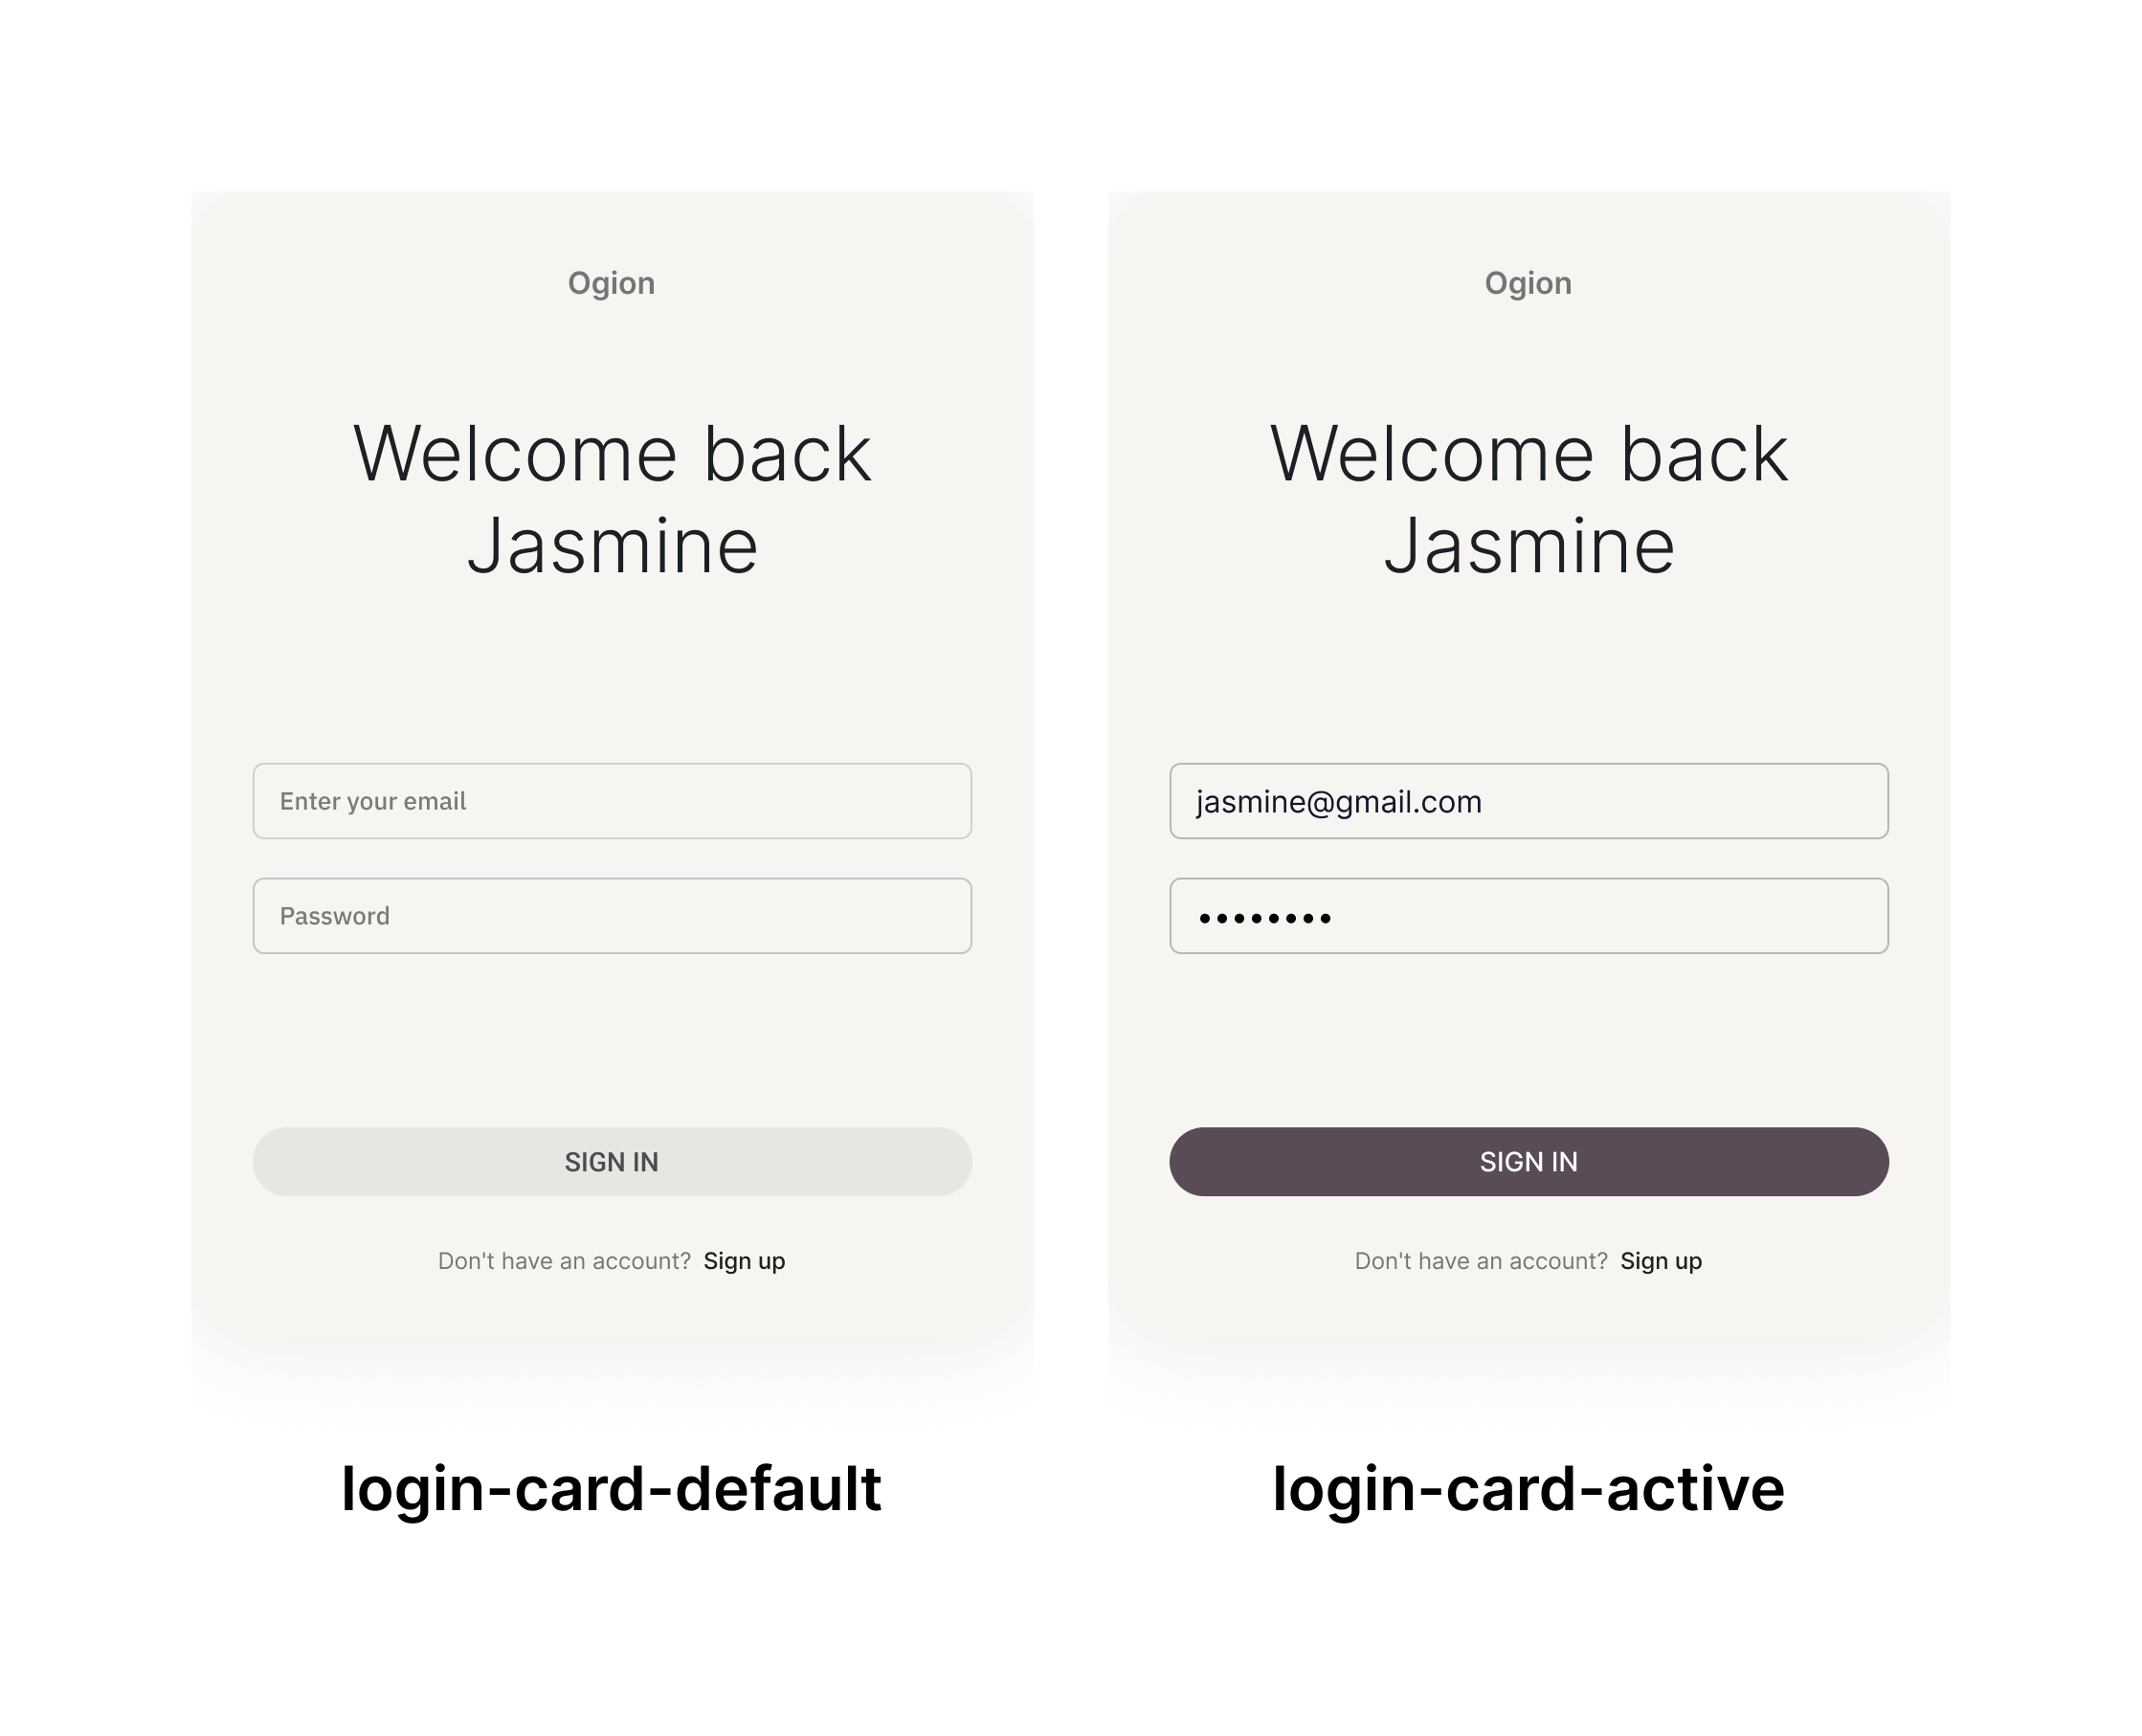 Ogion
Welcome back
Jasmine
Enter your email
Password
SIGN IN
Don't have an account? Sign up
login-card-default
Ogion
Welcome back
Jasmine
jasmine@gmail.com
••••••••
SIGN IN
Don't have an account? Sign up
login-card-active